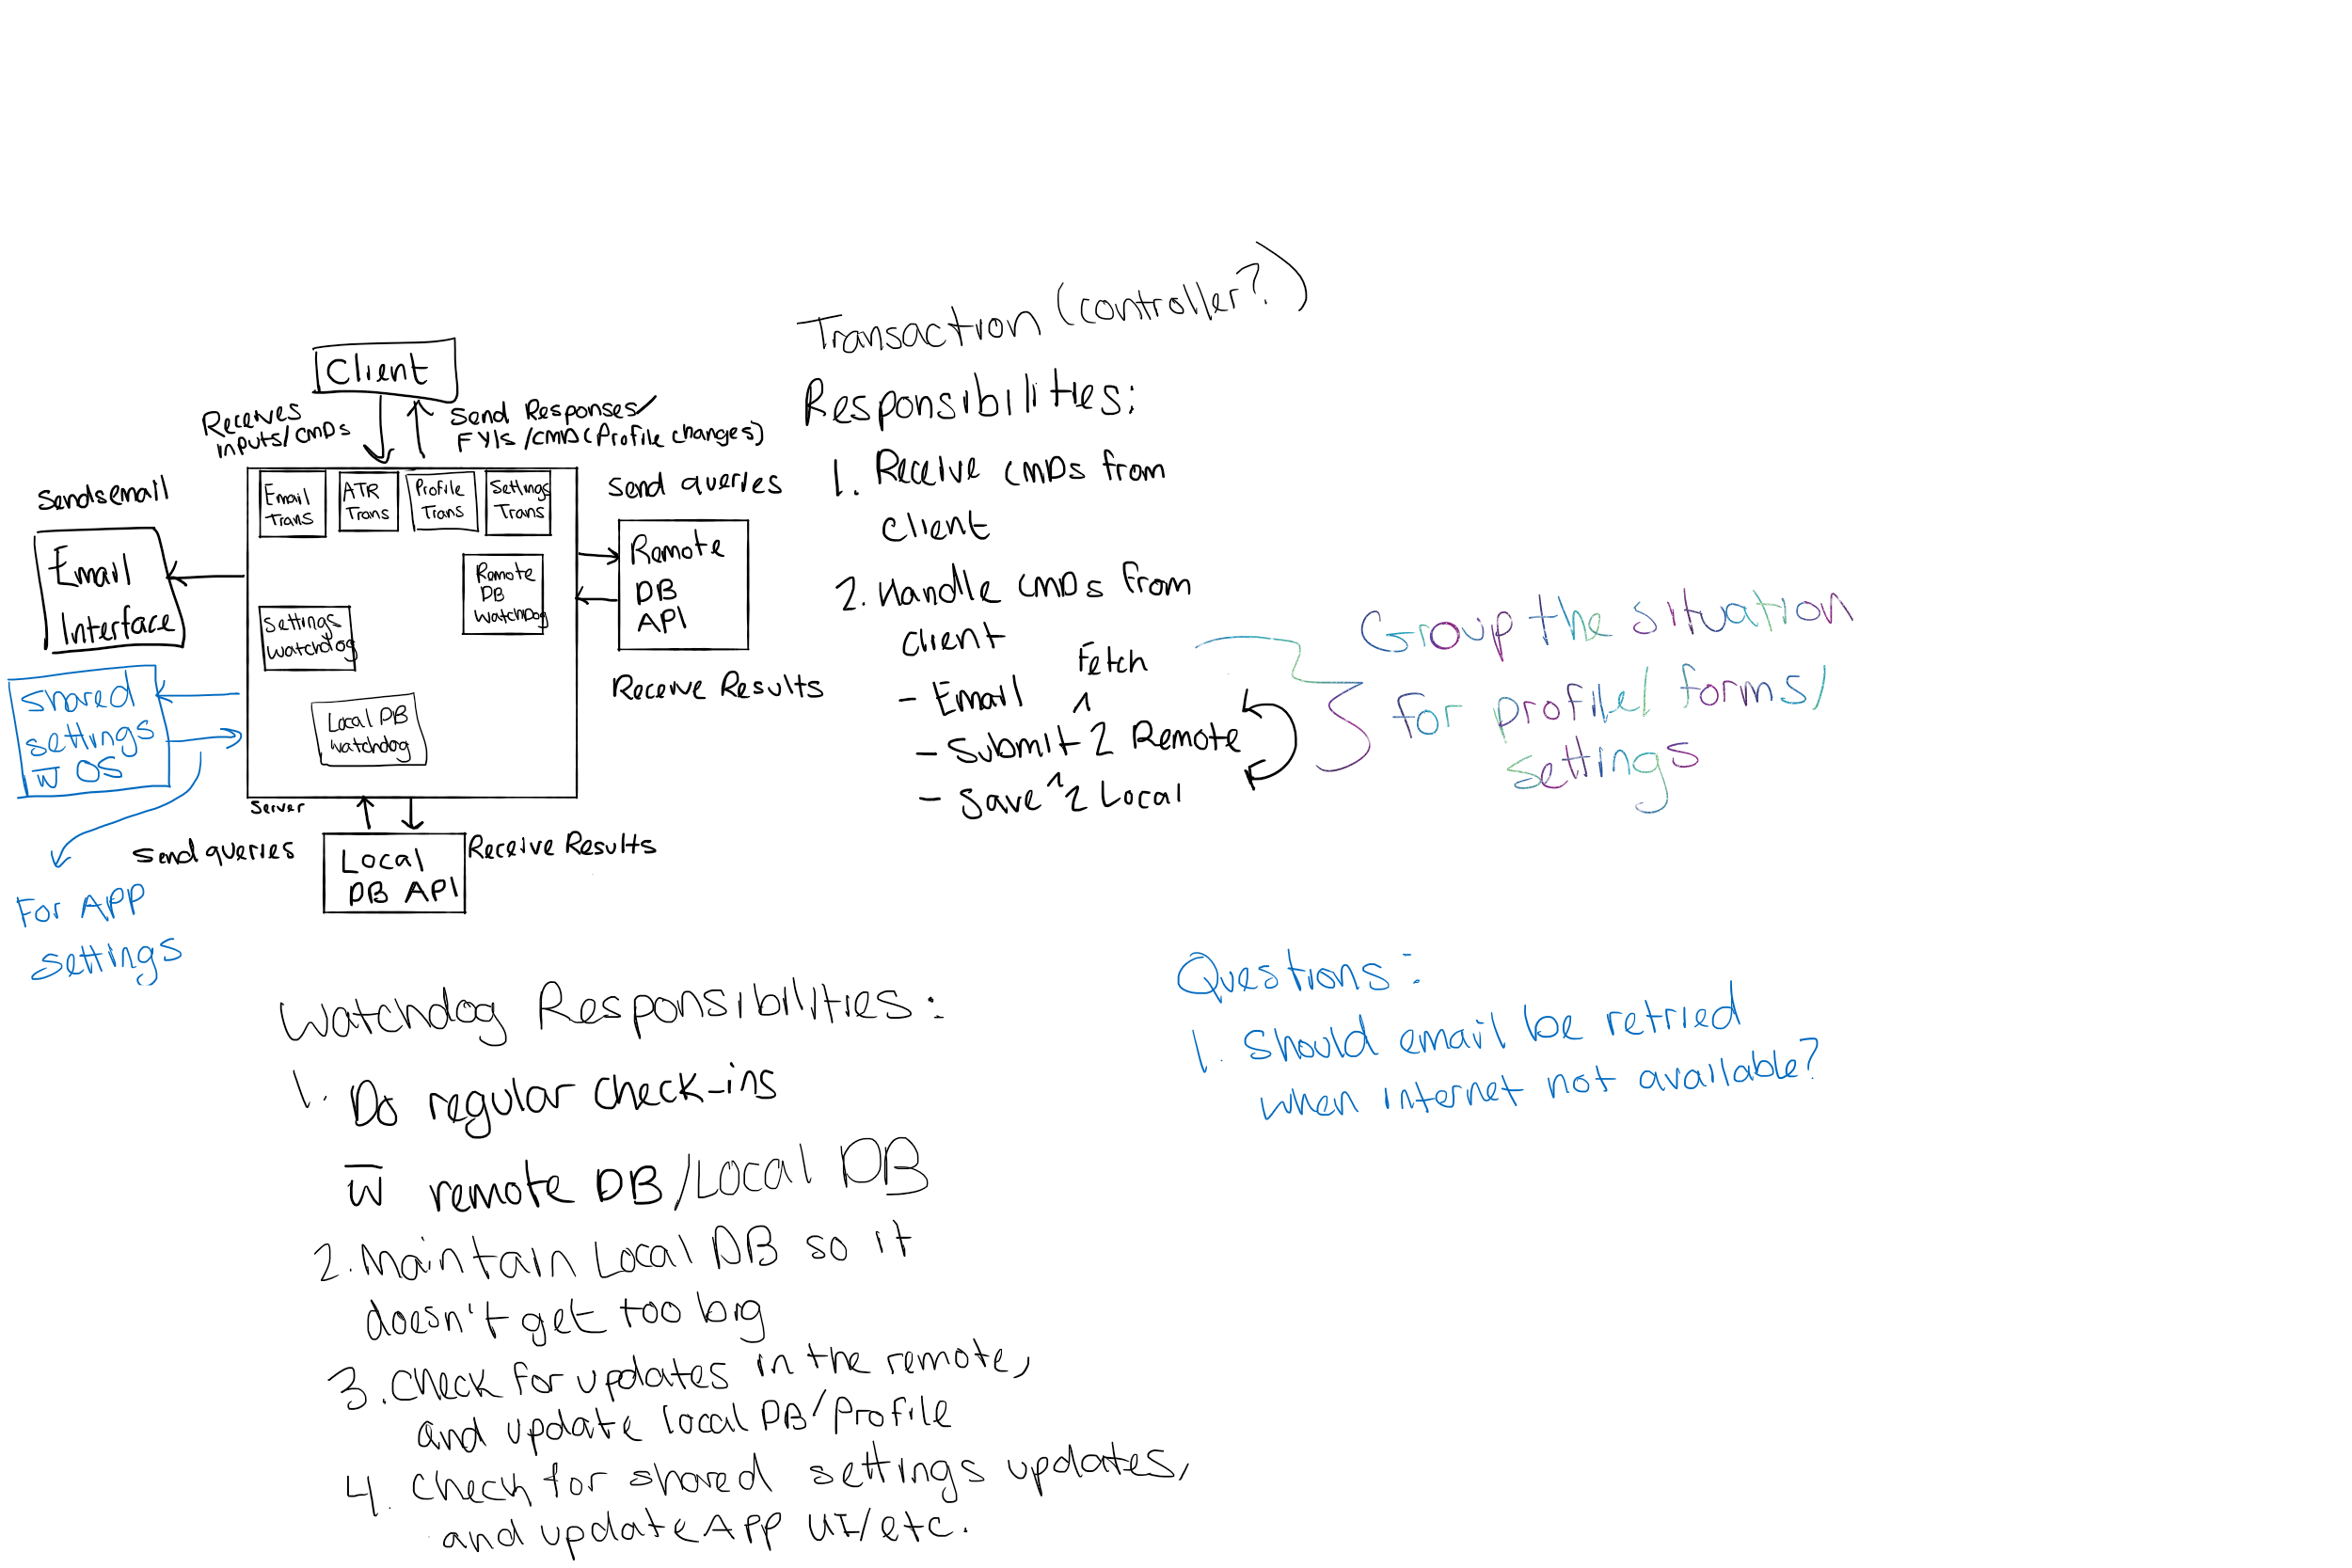 Client
Receives
inputs/CMDs
Send Responses/
FYIs/CMD (Profile changes)
Sends email
Email
Interface
Email
Trans
ATR
Trans
Profile
Trans
Settings
Trans
Remote
DB
WatchDog
Settings
Watchdog
Local DB
Watchdog
Server
Send queries
Remote
DB
API
Receive Results
Shared
settings
w̅ OS
For APP
settings
Send queries
Receive Results
Local
DB API
Transaction (controller?)
Responsibilities:
1. Receive CMDs from
client
2. Handle CMDs from
client
- Email
Fetch
^
- Submit 2 Remote
- Save ^ 2 Local
Group the situation
for profile/ forms/
settings
Watchdog Responsibilities:
1. Do regular check-ins
w̅ remote DB/Local DB
2. Maintain Local DB so it
doesn't get too big
3. Check for updates in the remote,
and update local DB/Profile
4. Check for shared settings updates,
and update App UI/etc.
Questions:
1. Should email be retried
when internet not available?